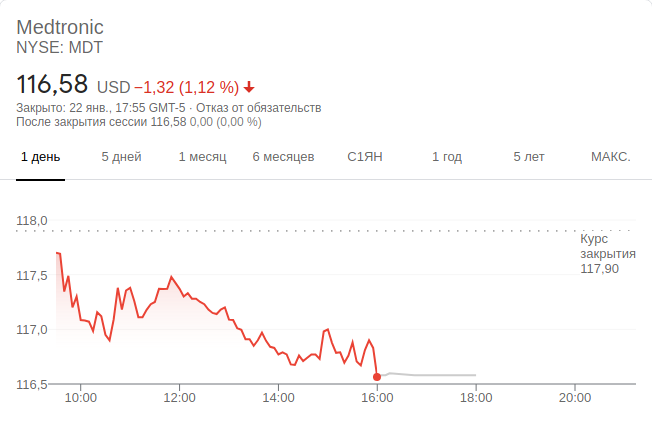 Medtronic
NYSE: MDT
116,58 USD −1,32 (1,12 %)
Закрыто: 22 янв., 17:55 GMT-5 · Отказ от обязательств
После закрытия сессии 116,58 0,00 (0,00 %)
1 день 5 дней 1 месяц 6 месяцев С1ЯН 1 год 5 лет МАКС.
118,0
Курс
закрытия
117,90
117,5
117,0
116,5
10:00 12:00 14:00 16:00 18:00 20:00